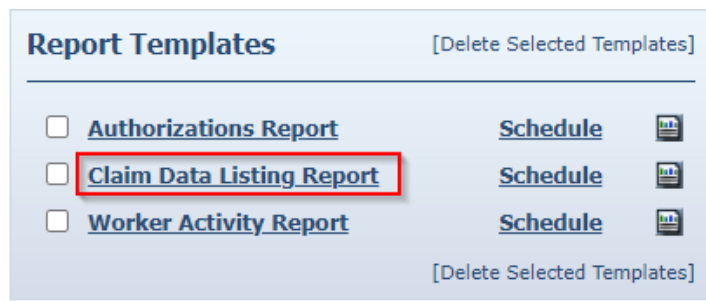 Report Templates [Delete Selected Templates]
Authorizations Report Schedule
Claim Data Listing Report Schedule
Worker Activity Report Schedule
[Delete Selected Templates]